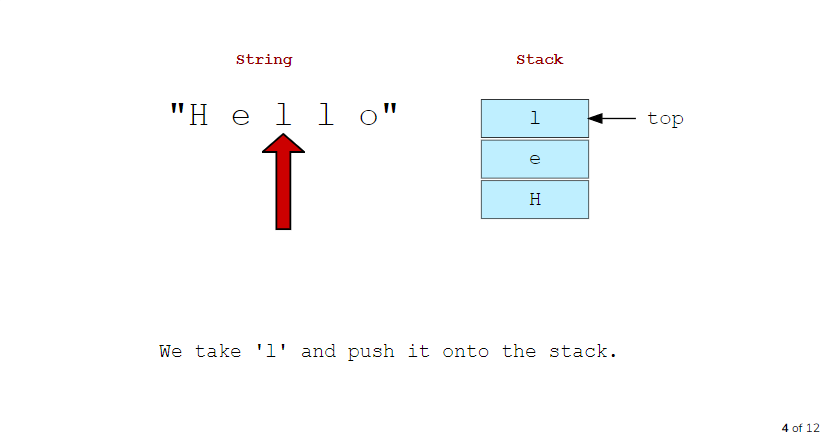 String
Stack
"H e l l o"
l
top
e
H
We take 'l' and push it onto the stack.
4 of 12